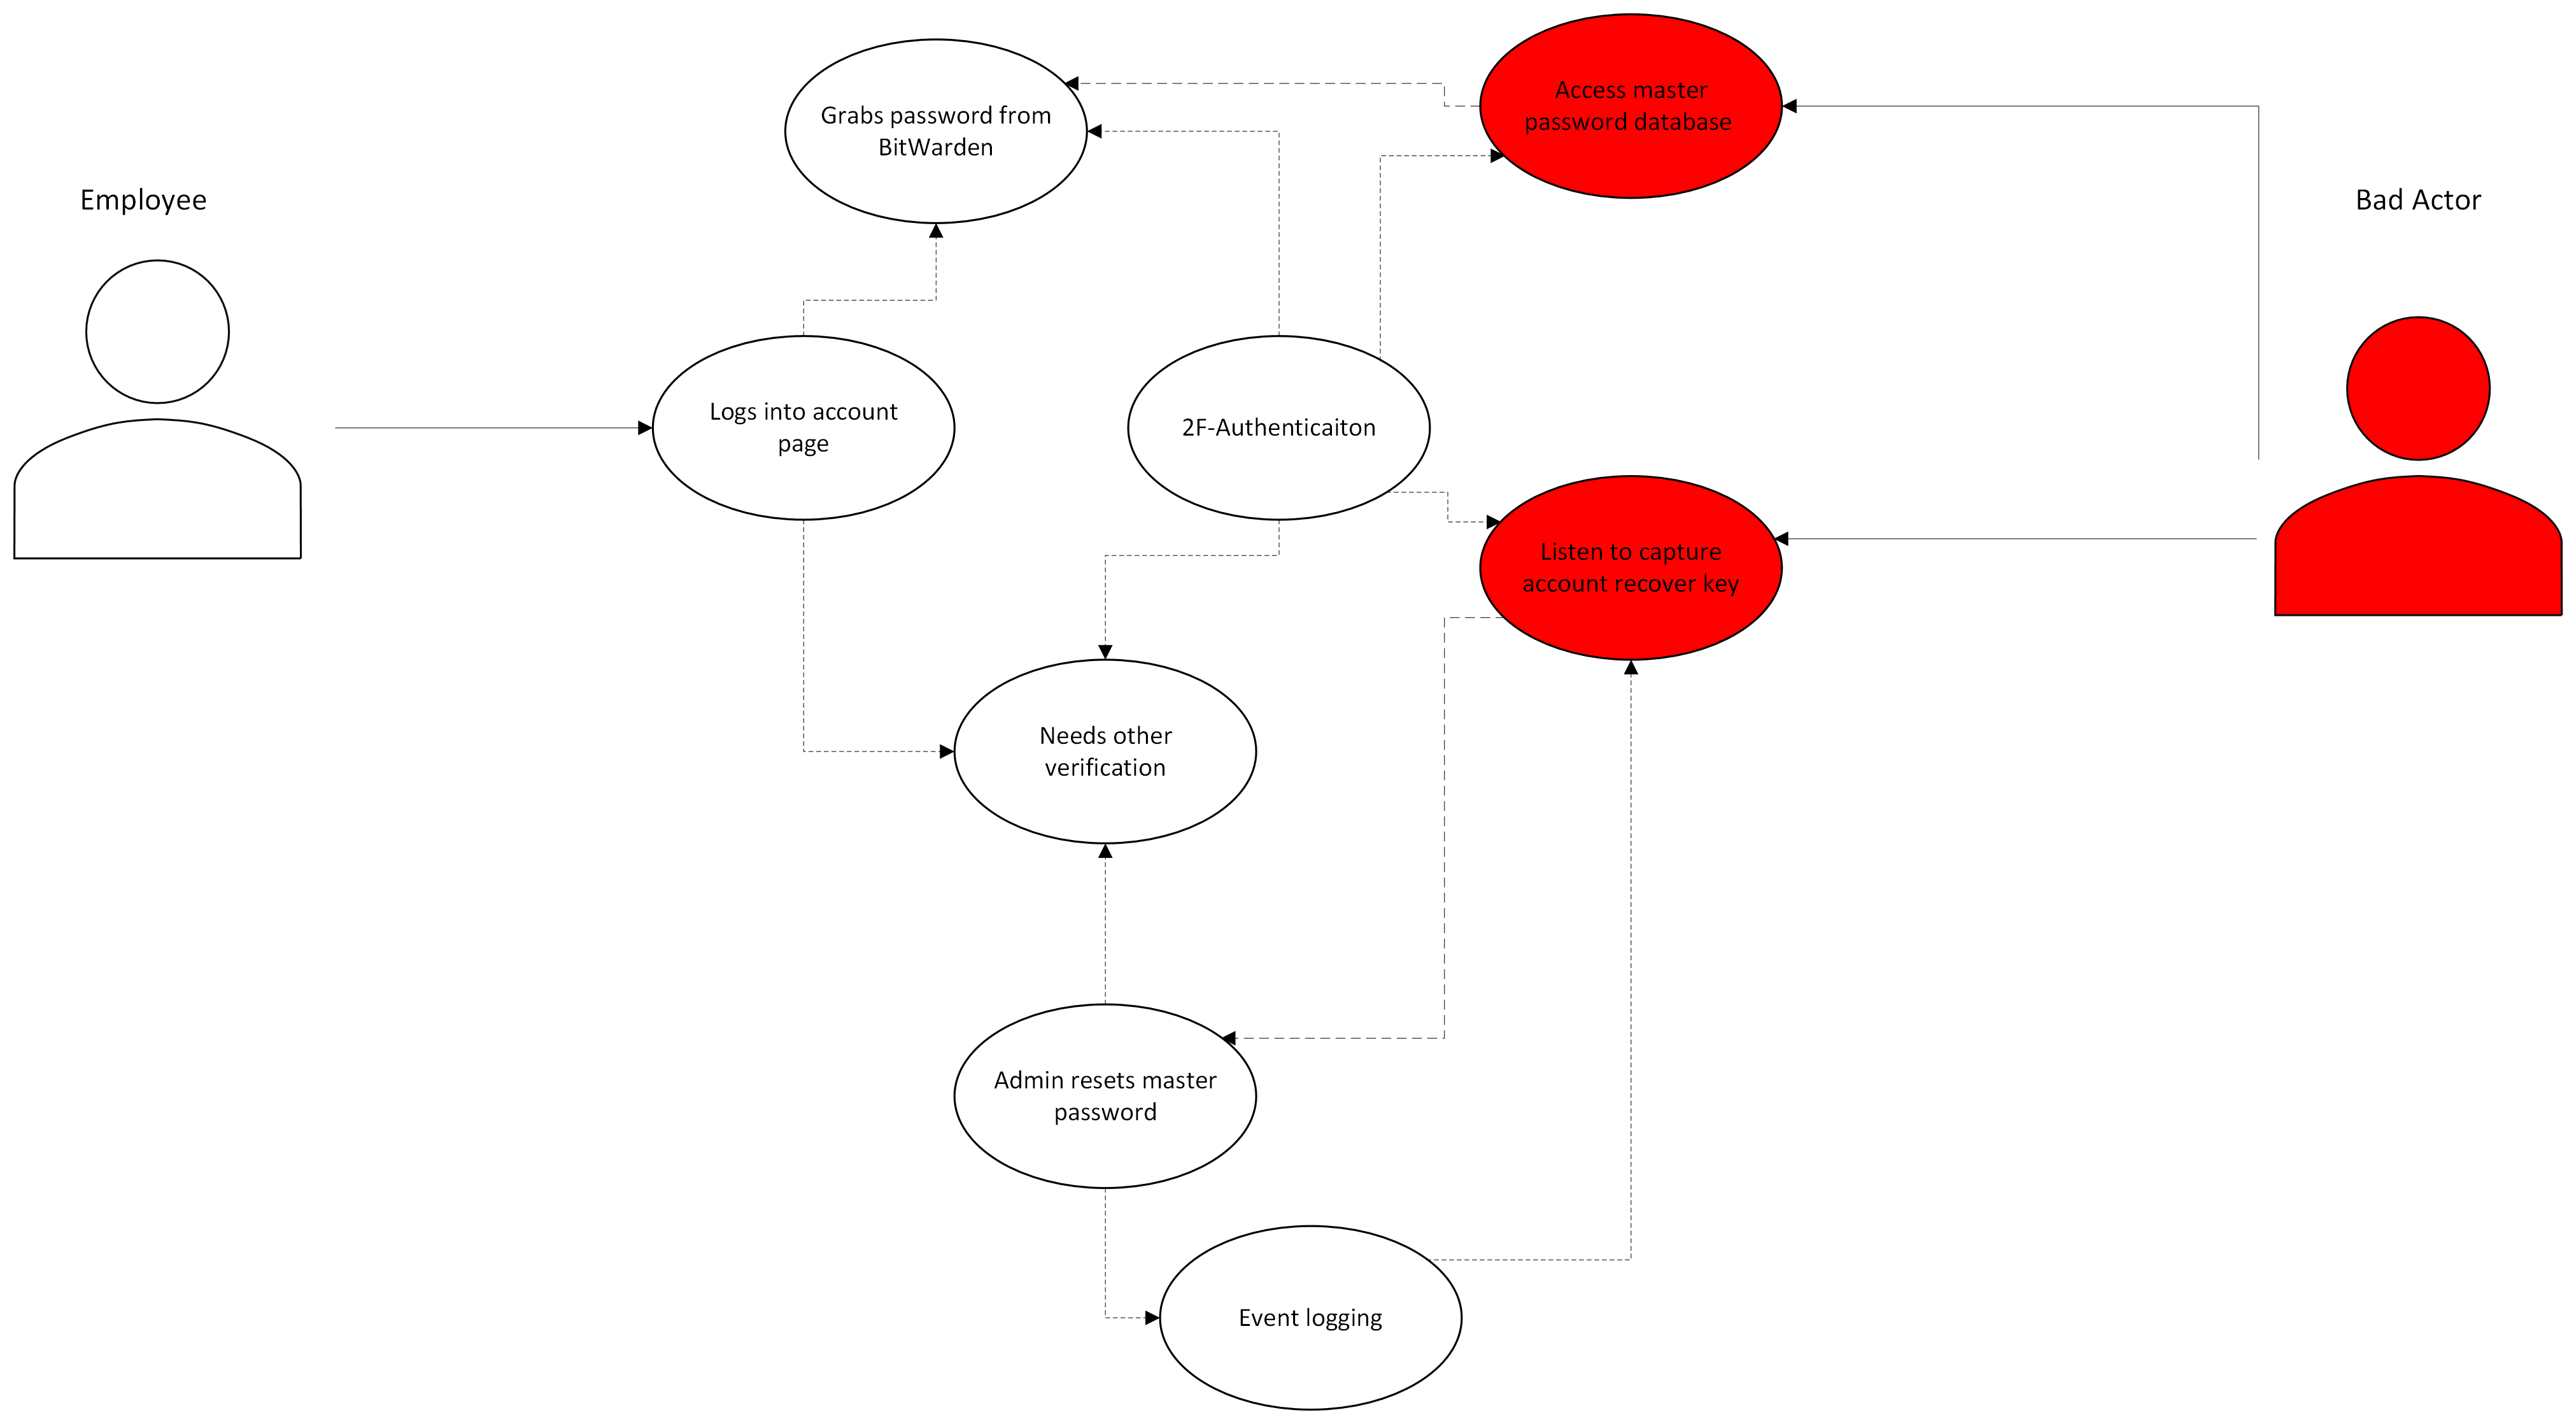 Access master
password database
Grabs password from
BitWarden
Employee
Bad Actor
Logs into account
page
2F-Authenticaiton
Listen to capture
account recover key
Needs other
verification
Admin resets master
password
Event logging